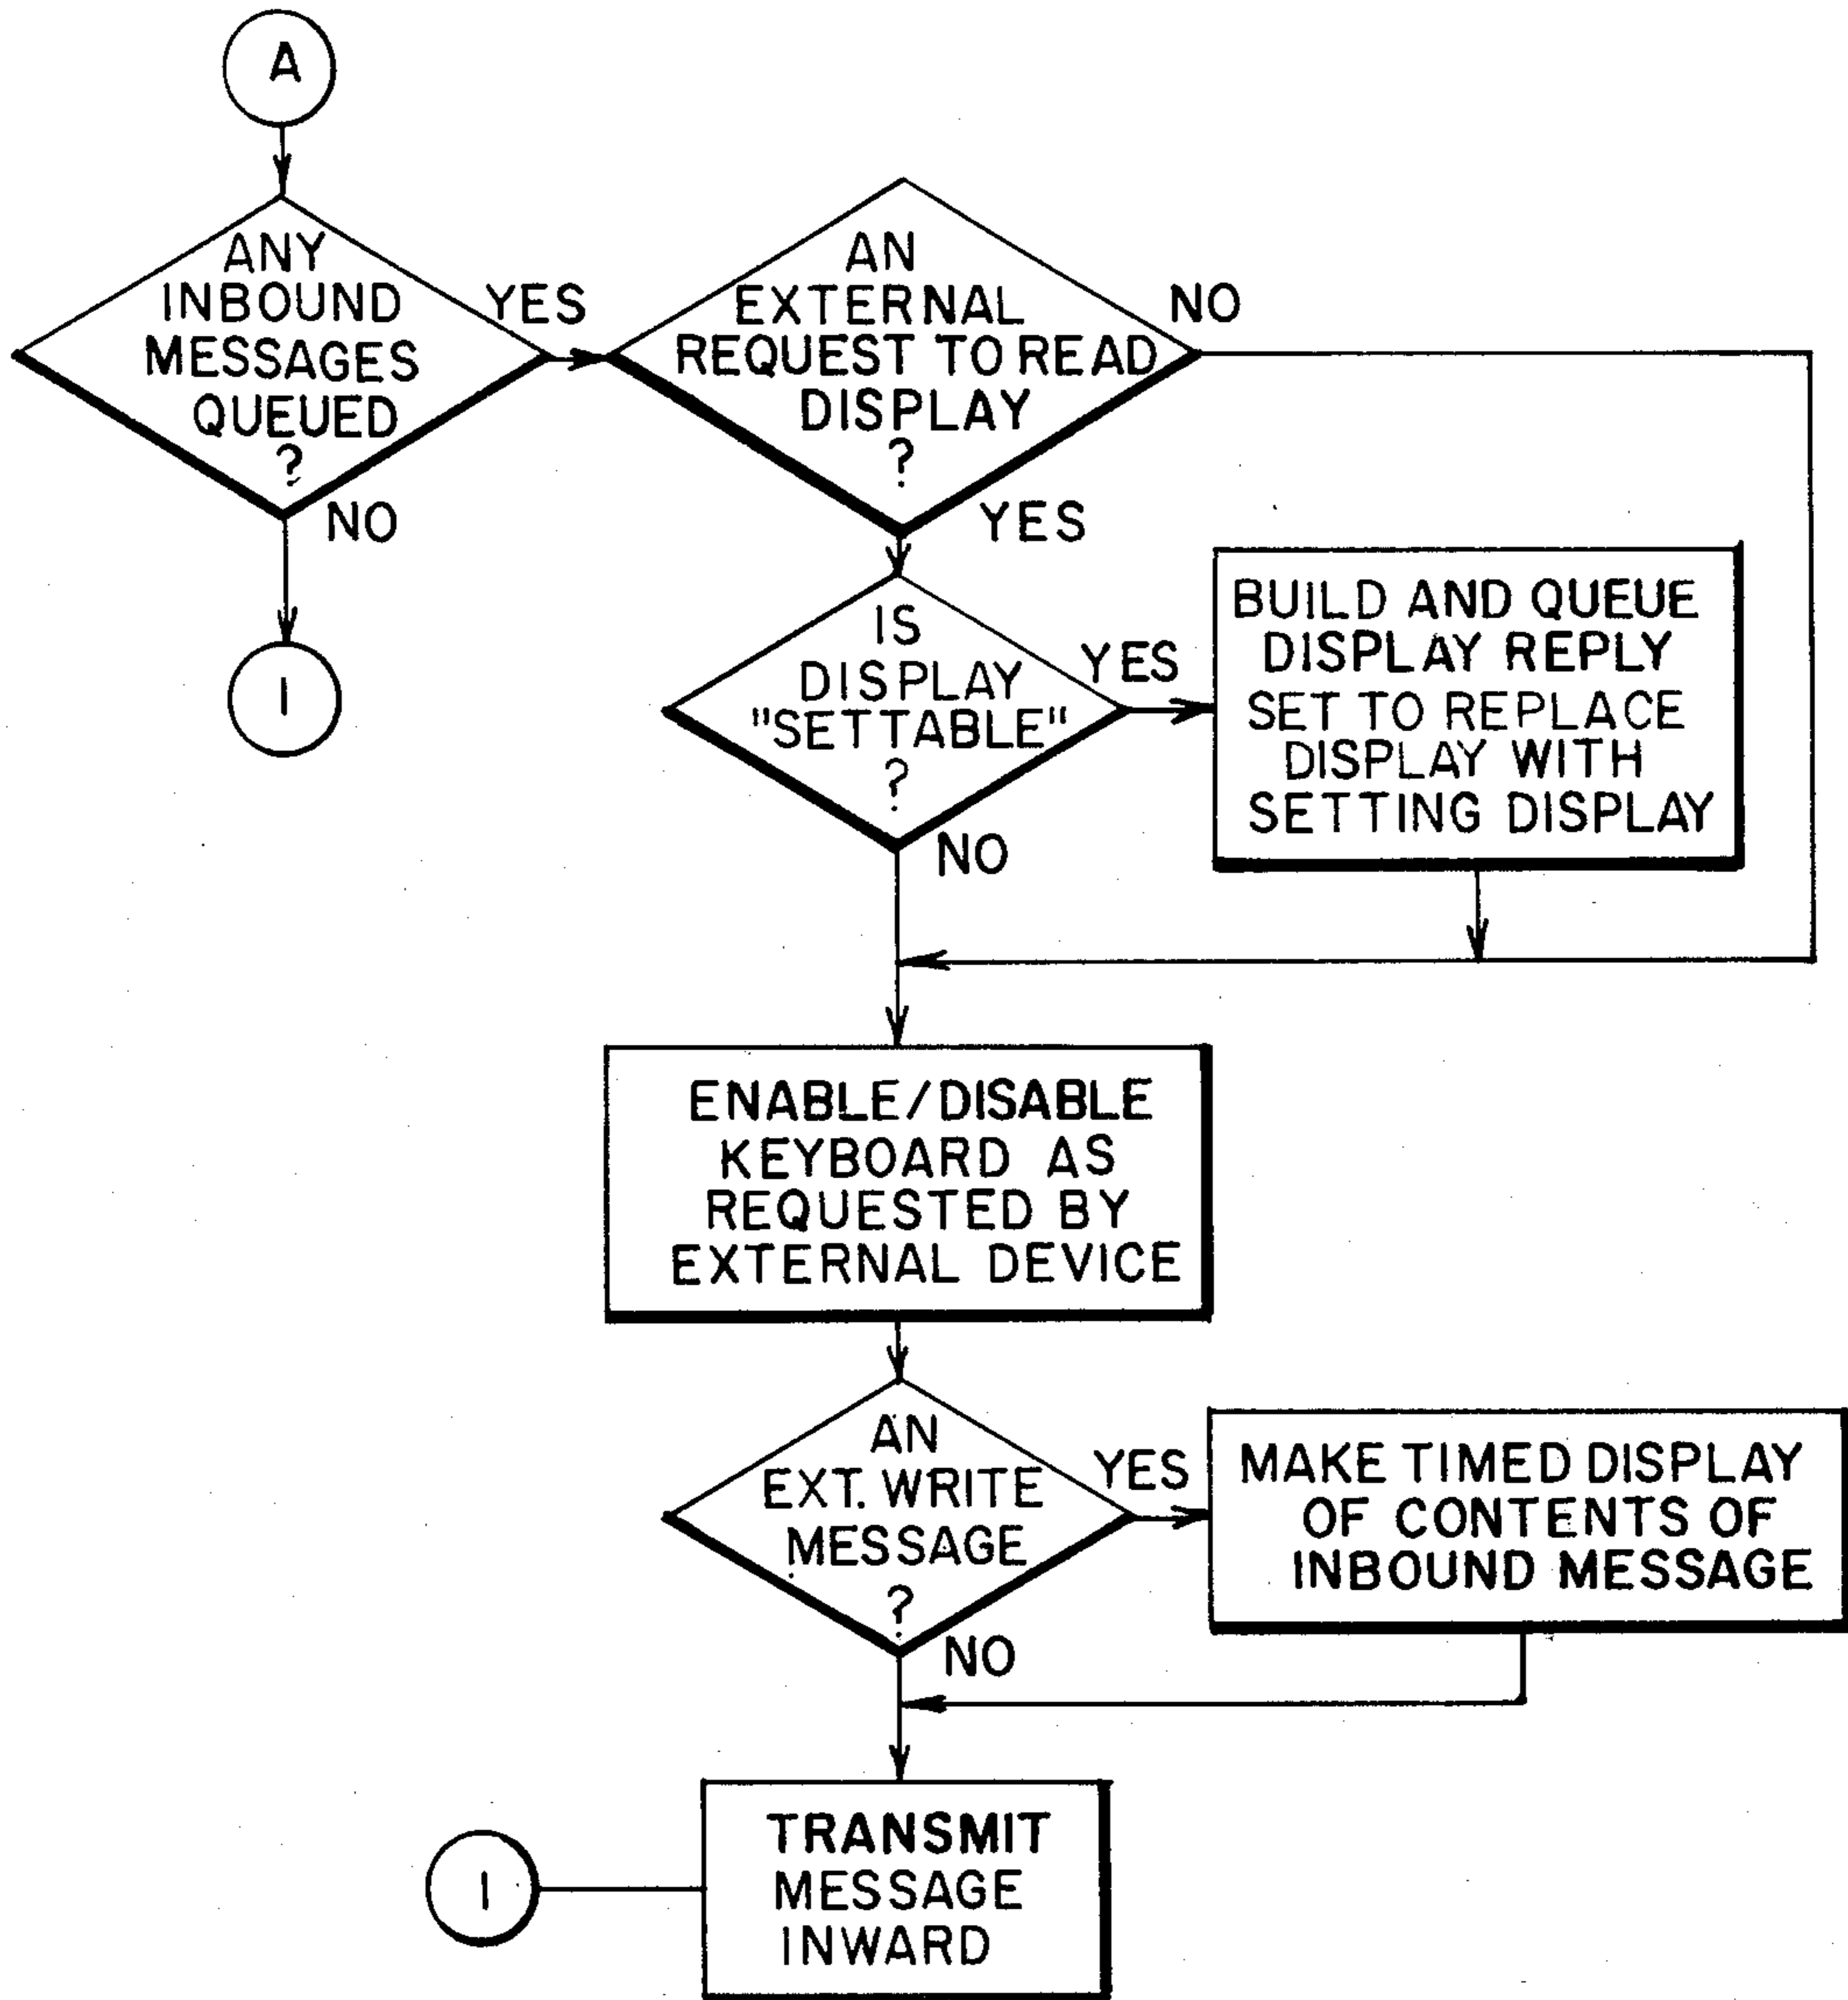 A
ANY
INBOUND
MESSAGES
QUEUED
?
YES
NO
I
AN
EXTERNAL
REQUEST TO READ
DISPLAY
?
NO
YES
IS
DISPLAY
"SETTABLE"
?
YES
NO
BUILD AND QUEUE
DISPLAY REPLY
SET TO REPLACE
DISPLAY WITH
SETTING DISPLAY
ENABLE/DISABLE
KEYBOARD AS
REQUESTED BY
EXTERNAL DEVICE
AN
EXT. WRITE
MESSAGE
?
YES
NO
MAKE TIMED DISPLAY
OF CONTENTS OF
INBOUND MESSAGE
TRANSMIT
MESSAGE
INWARD
I